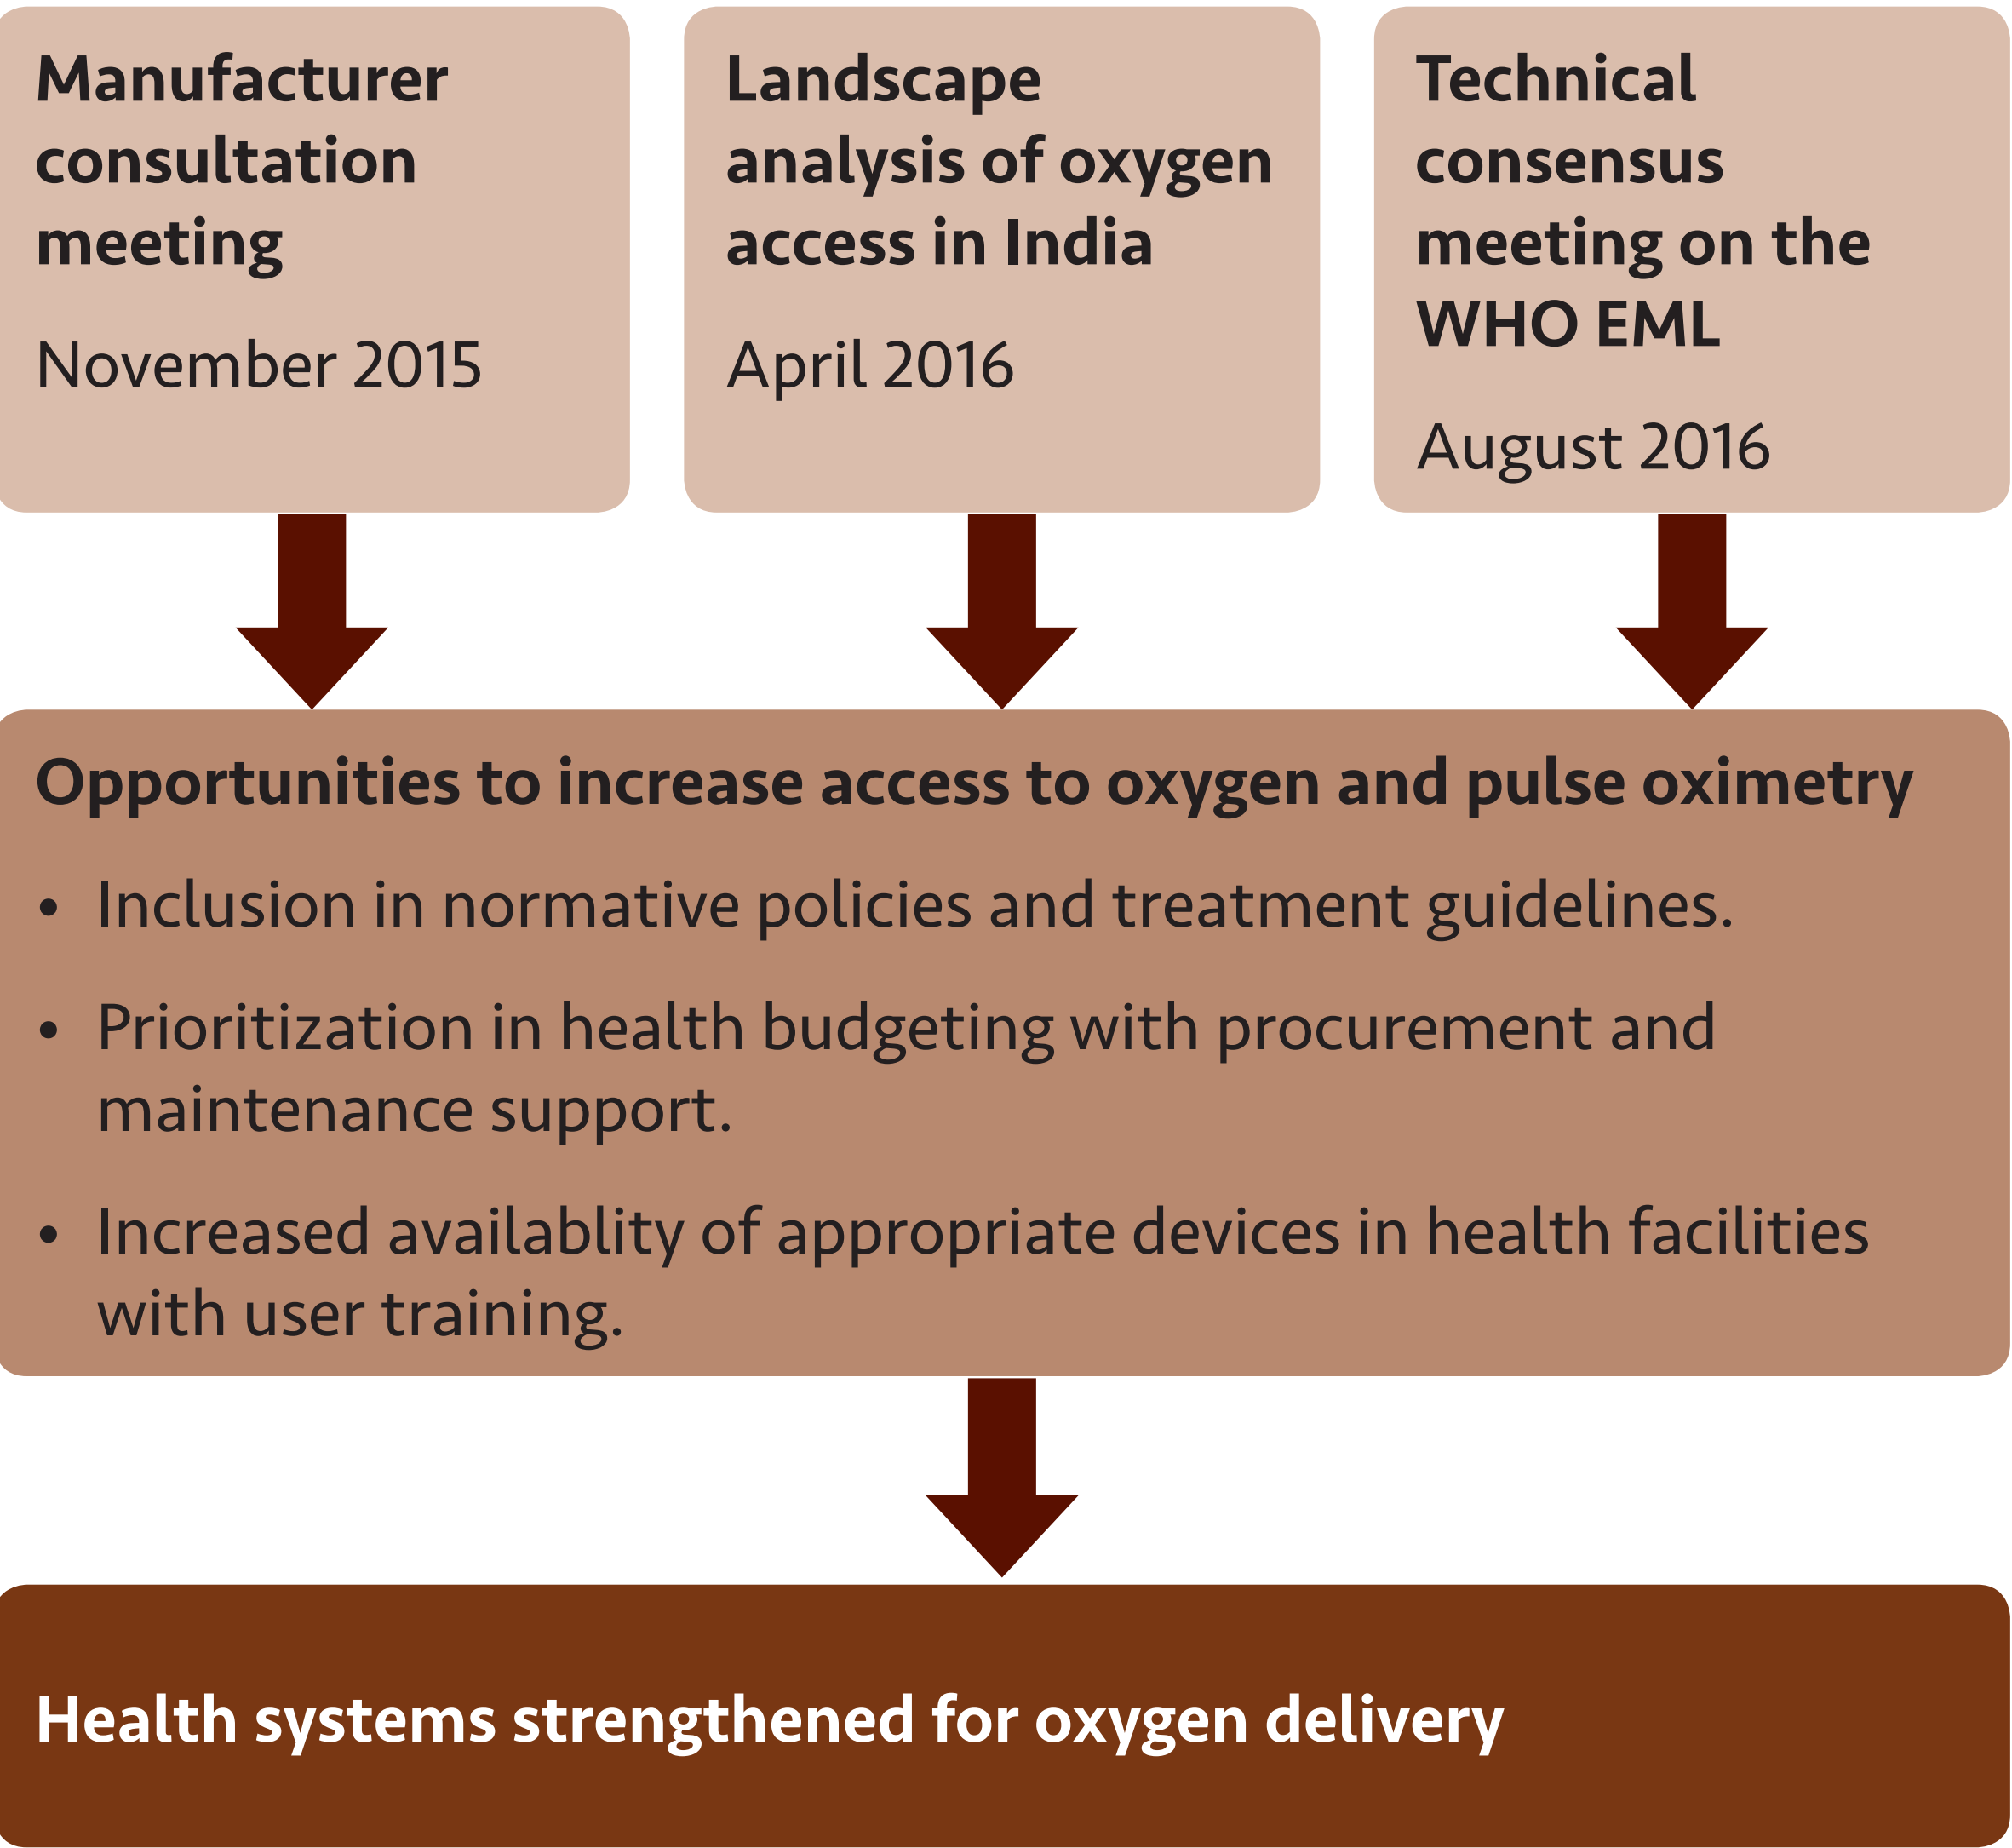 Manufacturer
consultation
meeting
November 2015
Landscape
analysis of oxygen
access in India
April 2016
Technical
consensus
meeting on the
WHO EML
August 2016
Opportunities to increase access to oxygen and pulse oximetry
• Inclusion in normative policies and treatment guidelines.
• Prioritization in health budgeting with procurement and
maintenance support.
• Increased availablity of appropriate devices in health facilities
with user training.
Health systems strengthened for oxygen delivery